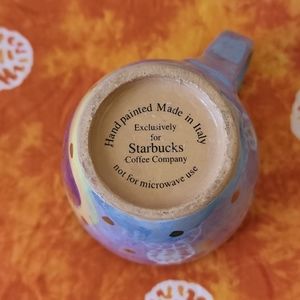 Hand painted Made in Italy
Exclusively
for
Starbucks
Coffee Company
not for microwave use